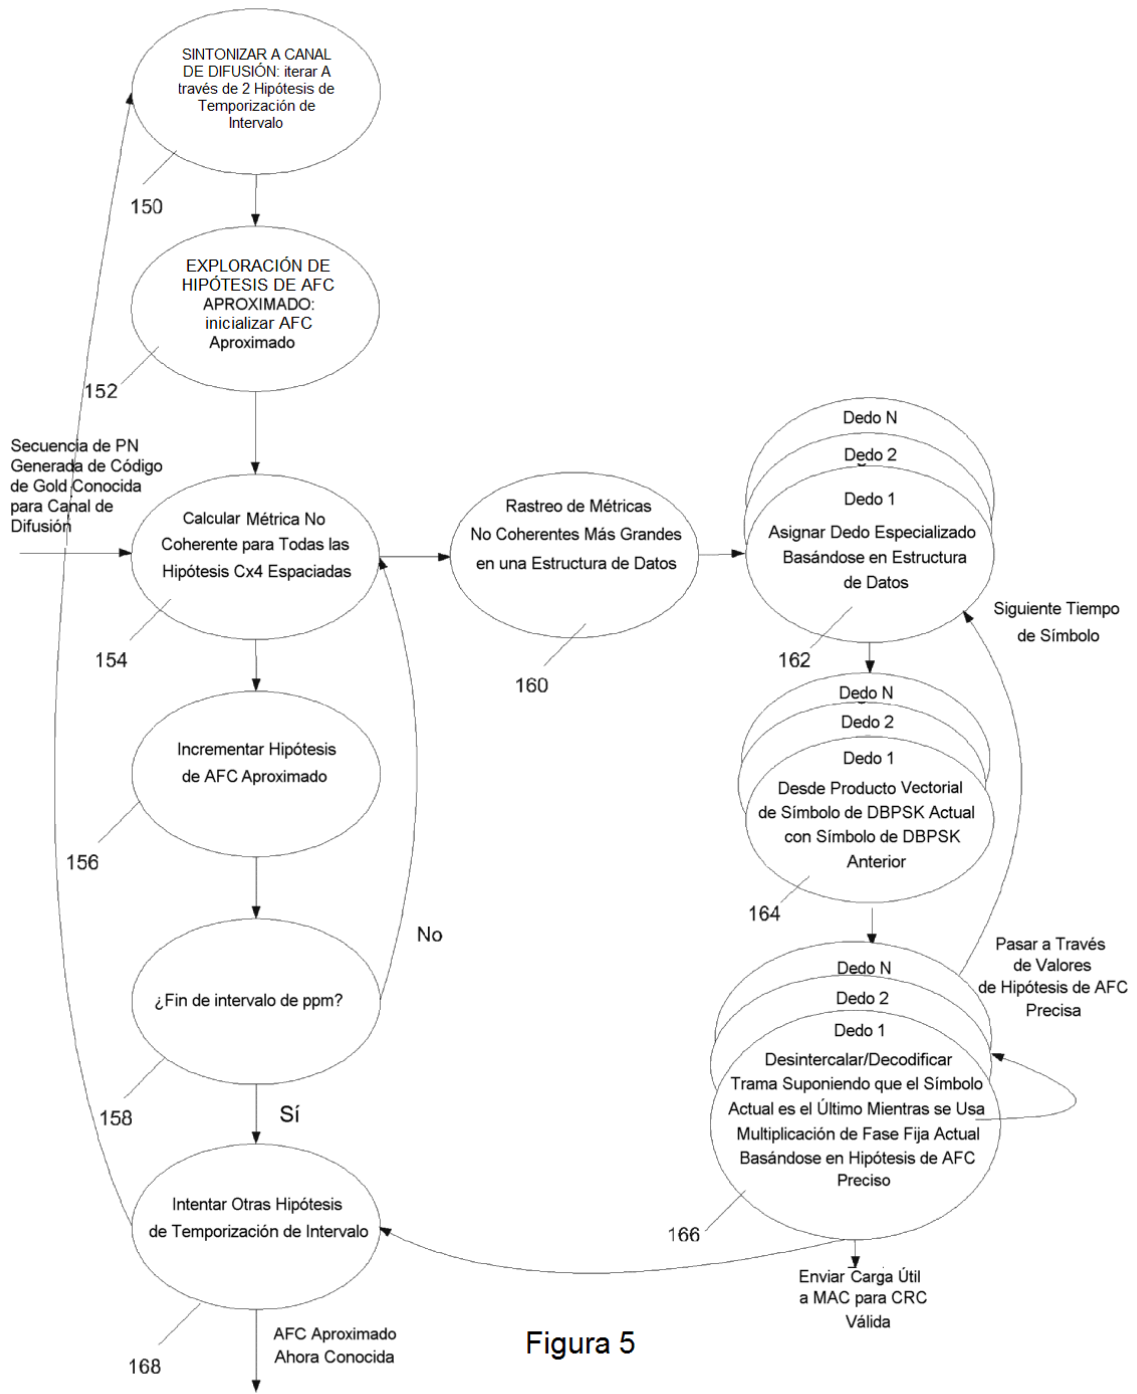 SINTONIZAR A CANAL
DE DIFUSIÓN: iterar A
través de 2 Hipótesis de
Temporización de
Intervalo
150
EXPLORACIÓN DE
HIPÓTESIS DE AFC
APROXIMADO:
inicializar AFC
Aproximado
152
Secuencia de PN
Generada de Código
de Gold Conocida
para Canal de
Difusión
Calcular Métrica No
Coherente para Todas las
Hipótesis Cx4 Espaciadas
154
Rastreo de Métricas
No Coherentes Más Grandes
en una Estructura de Datos
160
Dedo N
Dedo 2
Dedo 1
Asignar Dedo Especializado
Basándose en Estructura
de Datos
162
Siguiente Tiempo
de Símbolo
Incrementar Hipótesis
de AFC Aproximado
156
Dedo N
Dedo 2
Dedo 1
Desde Producto Vectorial
de Símbolo de DBPSK Actual
con Símbolo de DBPSK
Anterior
164
¿Fin de intervalo de ppm?
No
158
Sí
Pasar a Través
de Valores
de Hipótesis de AFC
Precisa
Dedo N
Dedo 2
Dedo 1
Desintercalar/Decodificar
Trama Suponiendo que el Símbolo
Actual es el Último Mientras se Usa
Multiplicación de Fase Fija Actual
Basándose en Hipótesis de AFC
Preciso
166
Intentar Otras Hipótesis
de Temporización de Intervalo
168
Enviar Carga Útil
a MAC para CRC
Válida
AFC Aproximado
Ahora Conocida
Figura 5